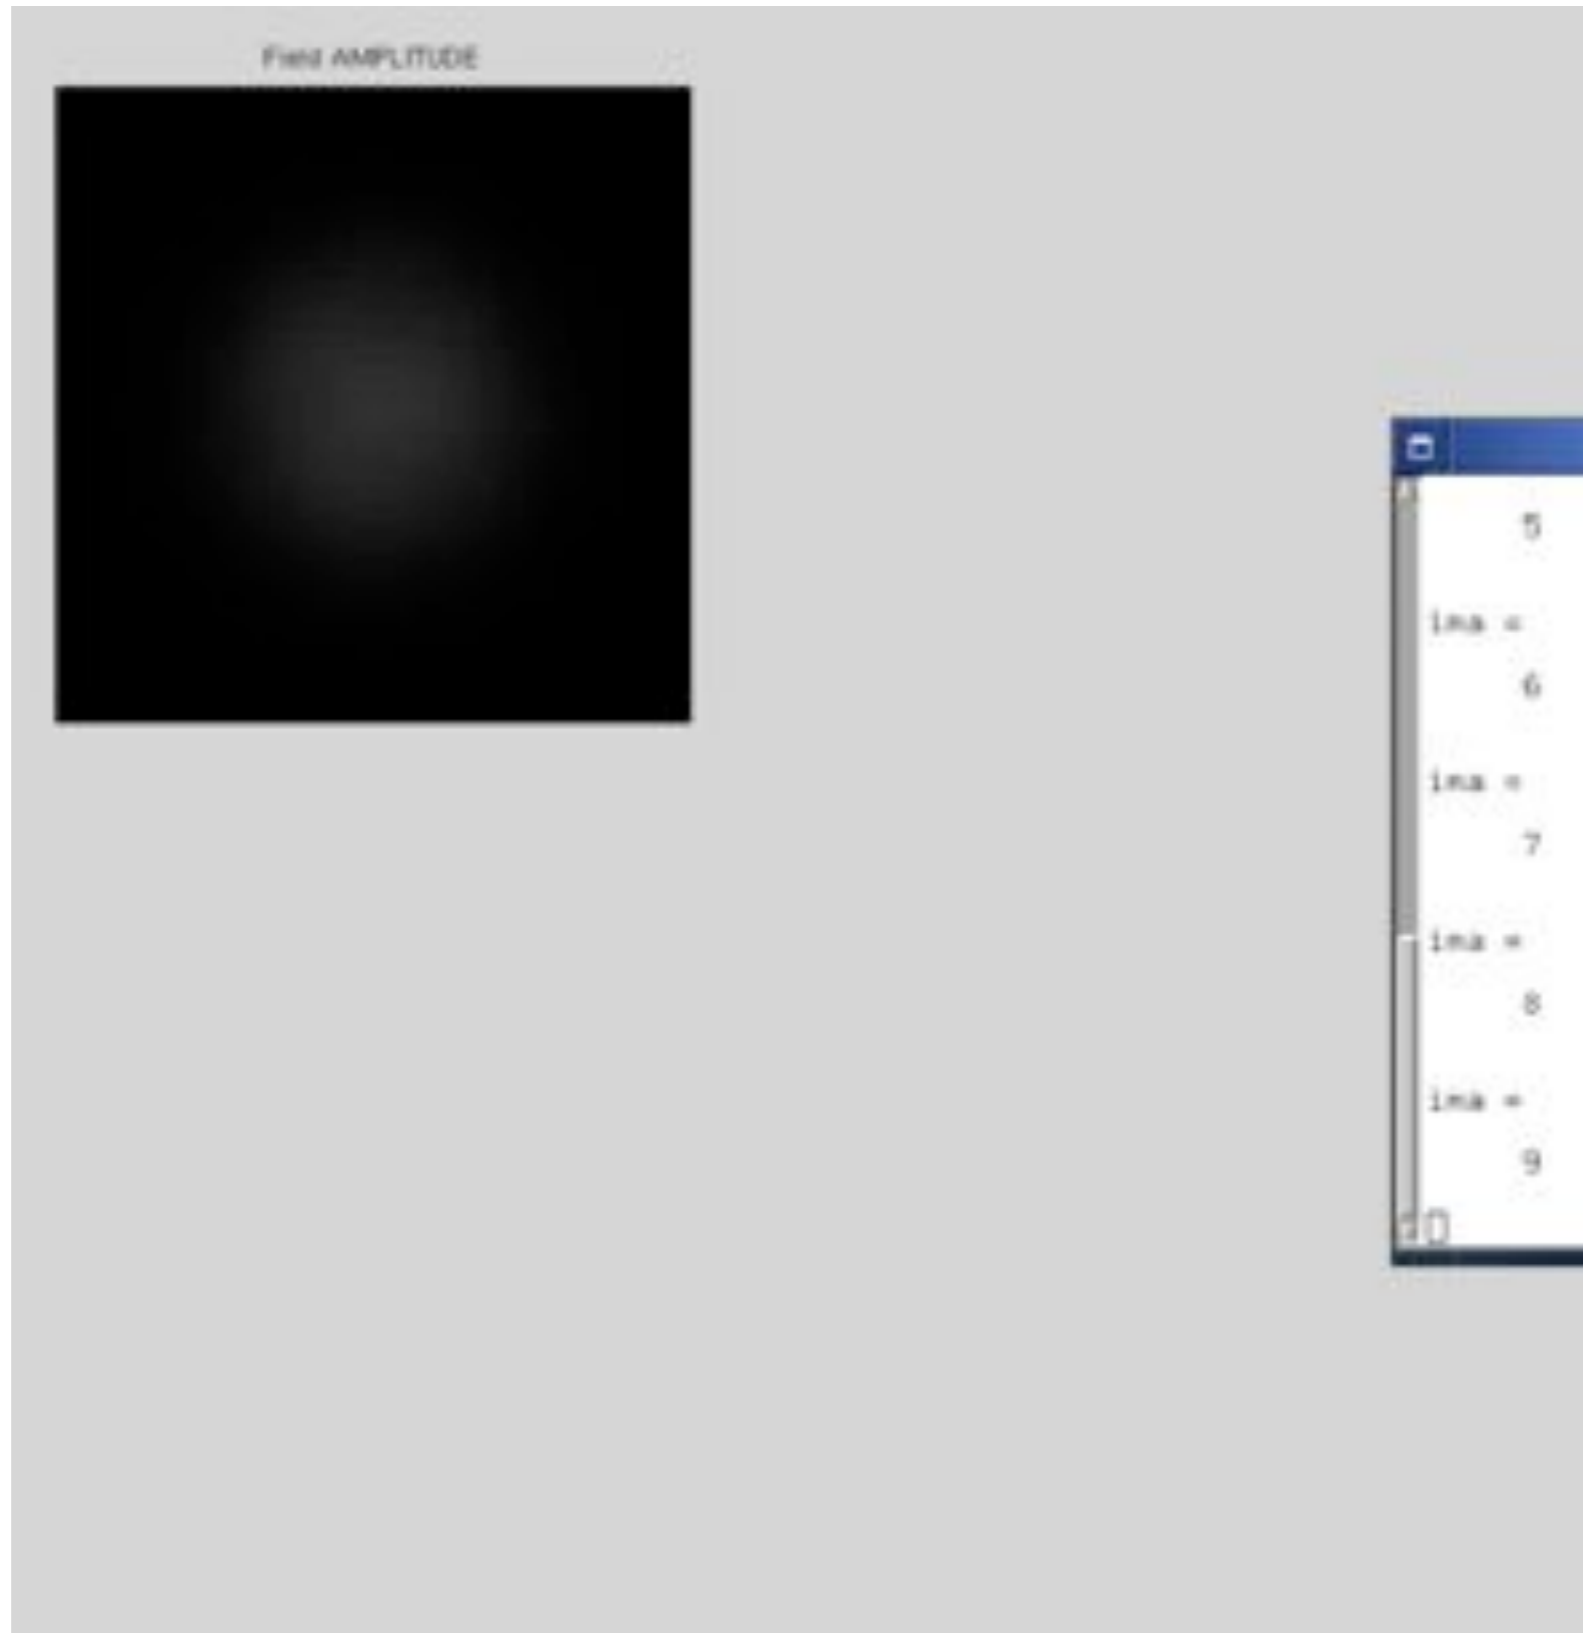 Field AMPLITUDE
5
ima =
6
ima =
7
ima =
8
ima =
9